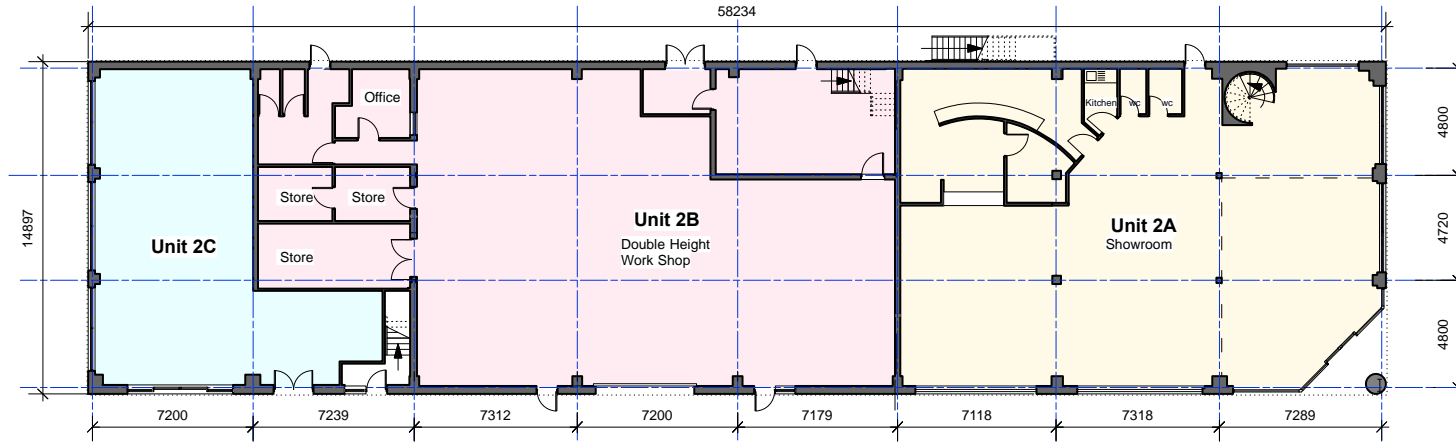 58234
Office
Kitchen
wc
wc
4800
Store
Store
14897
Unit 2C
Unit 2B
Double Height
Work Shop
Unit 2A
Showroom
4720
Store
4800
7200
7239
7312
7200
7179
7118
7318
7289